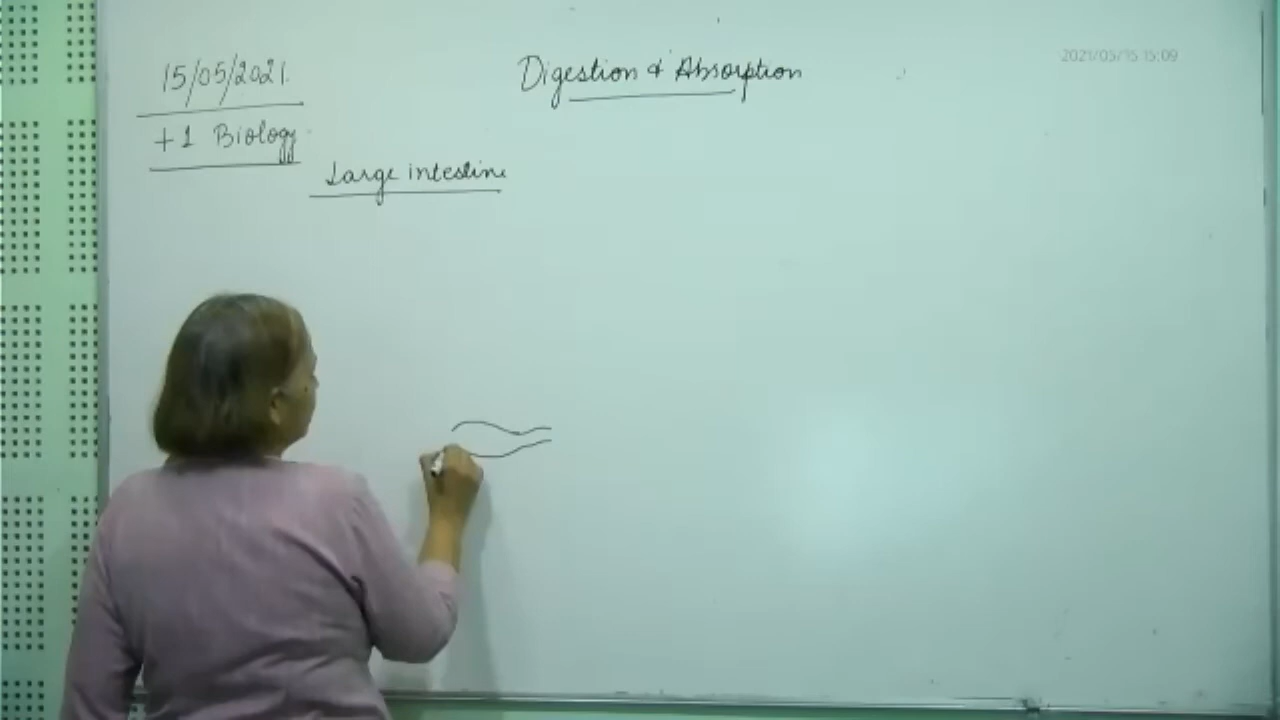 15/05/2021.
Digestion & Absorption
2021/05/15 15:09
+1 Biology
Large intestine